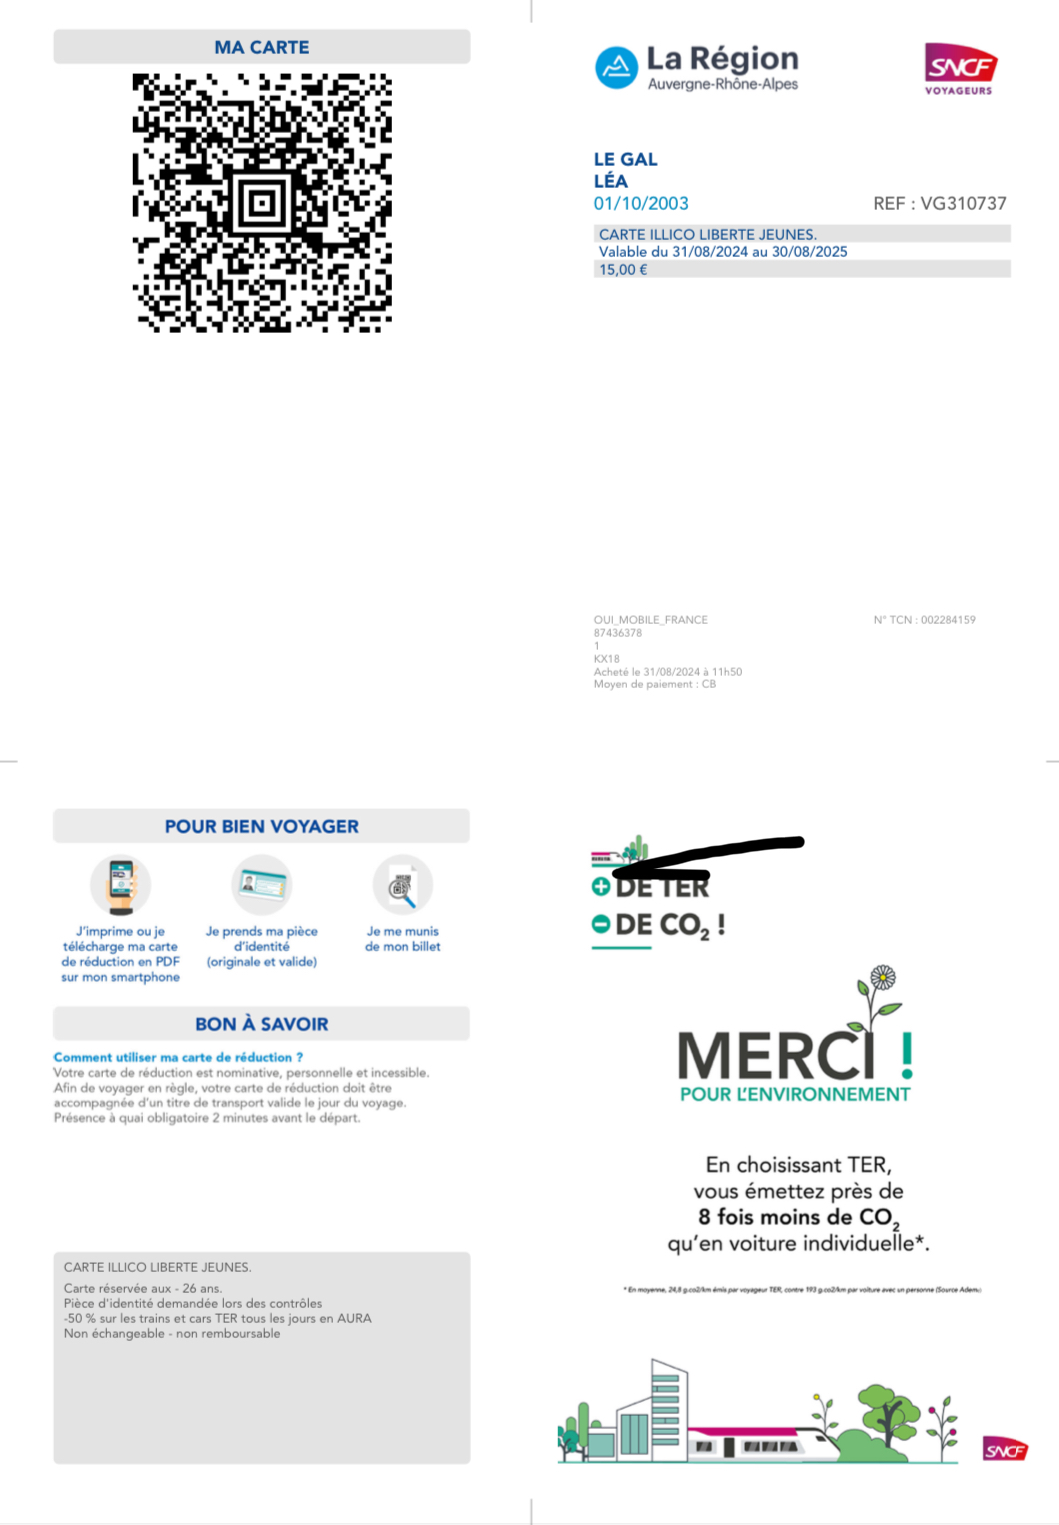 MA CARTE
La Région
Auvergne-Rhône-Alpes
SNCF
VOYAGEURS
LE GAL
LÉA
01/10/2003
REF : VG310737
CARTE ILLICO LIBERTE JEUNES.
Valable du 31/08/2024 au 30/08/2025
15,00 €
OUI_MOBILE_FRANCE
N° TCN : 002284159
87436378
1
KX18
Acheté le 31/08/2024 à 11h50
Moyen de paiement : CB
POUR BIEN VOYAGER
J'imprime ou je
télécharge ma carte
de réduction en PDF
sur mon smartphone
Je prends ma pièce
d'identité
(originale et valide)
Je me munis
de mon billet
BON À SAVOIR
Comment utiliser ma carte de réduction ?
Votre carte de réduction est nominative, personnelle et incessible.
Afin de voyager en règle, votre carte de réduction doit être
accompagnée d'un titre de transport valide le jour du voyage.
Présence à quai obligatoire 2 minutes avant le départ.
CARTE ILLICO LIBERTE JEUNES.
Carte réservée aux - 26 ans.
Pièce d'identité demandée lors des contrôles
-50 % sur les trains et cars TER tous les jours en AURA
Non échangeable - non remboursable
+ DE TER
- DE CO₂ !
MERCI !
POUR L'ENVIRONNEMENT
En choisissant TER,
vous émettez près de
8 fois moins de CO₂
qu'en voiture individuelle*.
* En moyenne, 24,8 g.co2/km émis par voyageur TER, contre 193 g.co2/km par voiture avec un personne (Source Ademe)
SNCF